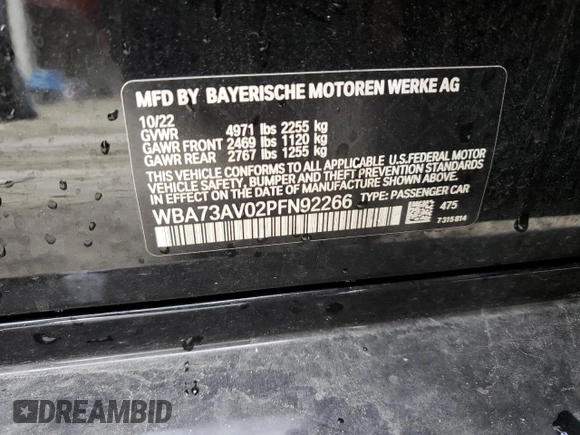 MFD BY BAYERISCHE MOTOREN WERKE AG
10/22
GVWR 4971 lbs 2255 kg
GAWR FRONT 2469 lbs 1120 kg
GAWR REAR 2767 lbs 1255 kg
THIS VEHICLE CONFORMS TO ALL APPLICABLE U.S.FEDERAL MOTOR
VEHICLE SAFETY, BUMPER, AND THEFT PREVENTION STANDARDS
IN EFFECT ON THE DATE OF MANUFACTURE SHOWN ABOVE.
WBA73AV02PFN92266 TYPE: PASSENGER CAR
475
7315814
DREAMBID